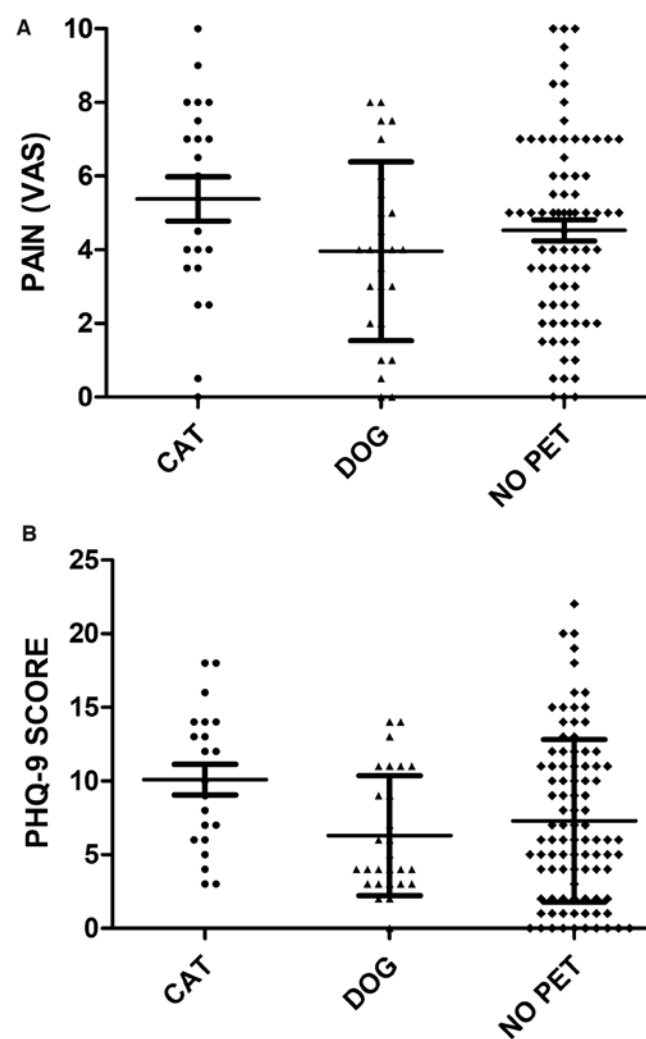 A
PAIN (VAS)
10
8
6
4
2
0
CAT
DOG
NO PET
B
PHQ-9 SCORE
25
20
15
10
5
0
CAT
DOG
NO PET